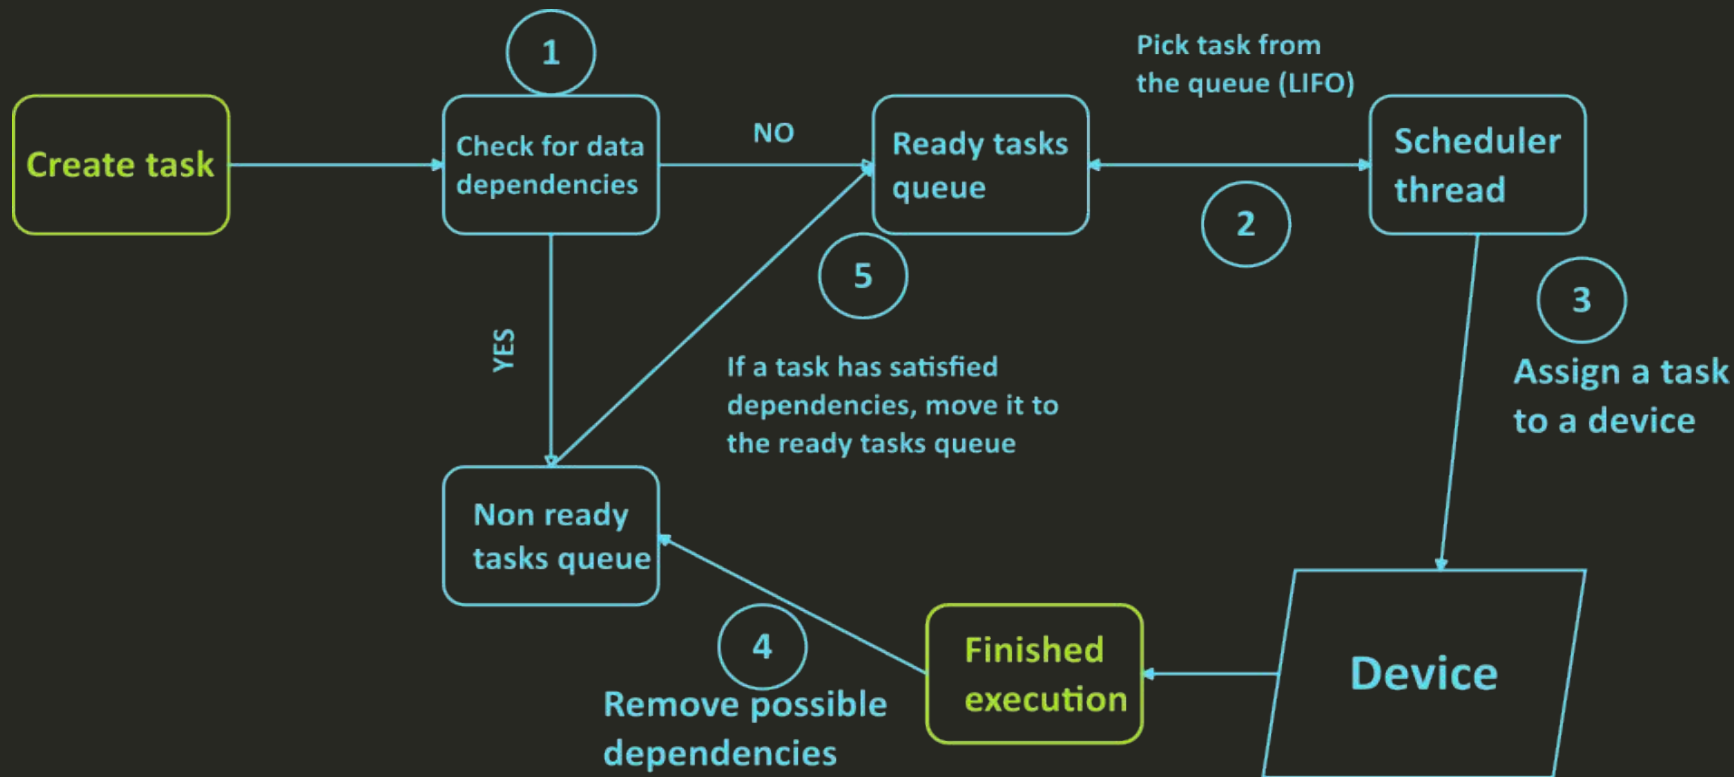 1
Create task
Check for data
dependencies
NO
Ready tasks
queue
Pick task from
the queue (LIFO)
2
Scheduler
thread
3
Assign a task
to a device
YES
5
If a task has satisfied
dependencies, move it to
the ready tasks queue
Non ready
tasks queue
4
Remove possible
dependencies
Finished
execution
Device